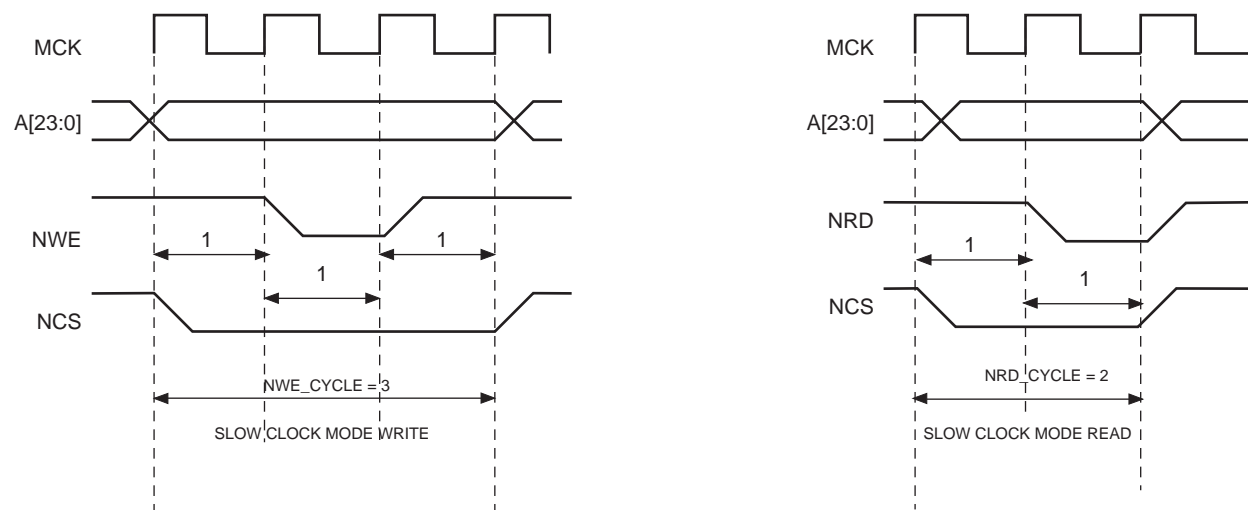 MCK
A[23:0]
NWE
1
1
1
NCS
NWE_CYCLE = 3
SLOW CLOCK MODE WRITE
MCK
A[23:0]
NRD
1
1
NCS
NRD_CYCLE = 2
SLOW CLOCK MODE READ